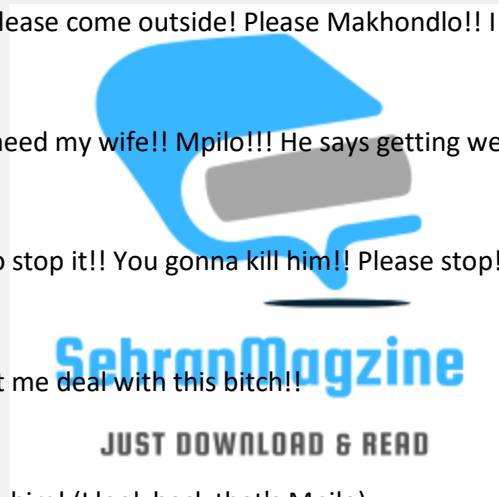 lease come outside! Please Makhondlo!! I
need my wife!! Mpilo!!! He says getting we
o stop it!! You gonna kill him!! Please stop!
SehranMagzine
t me deal with this bitch!!
JUST DOWNLOAD & READ